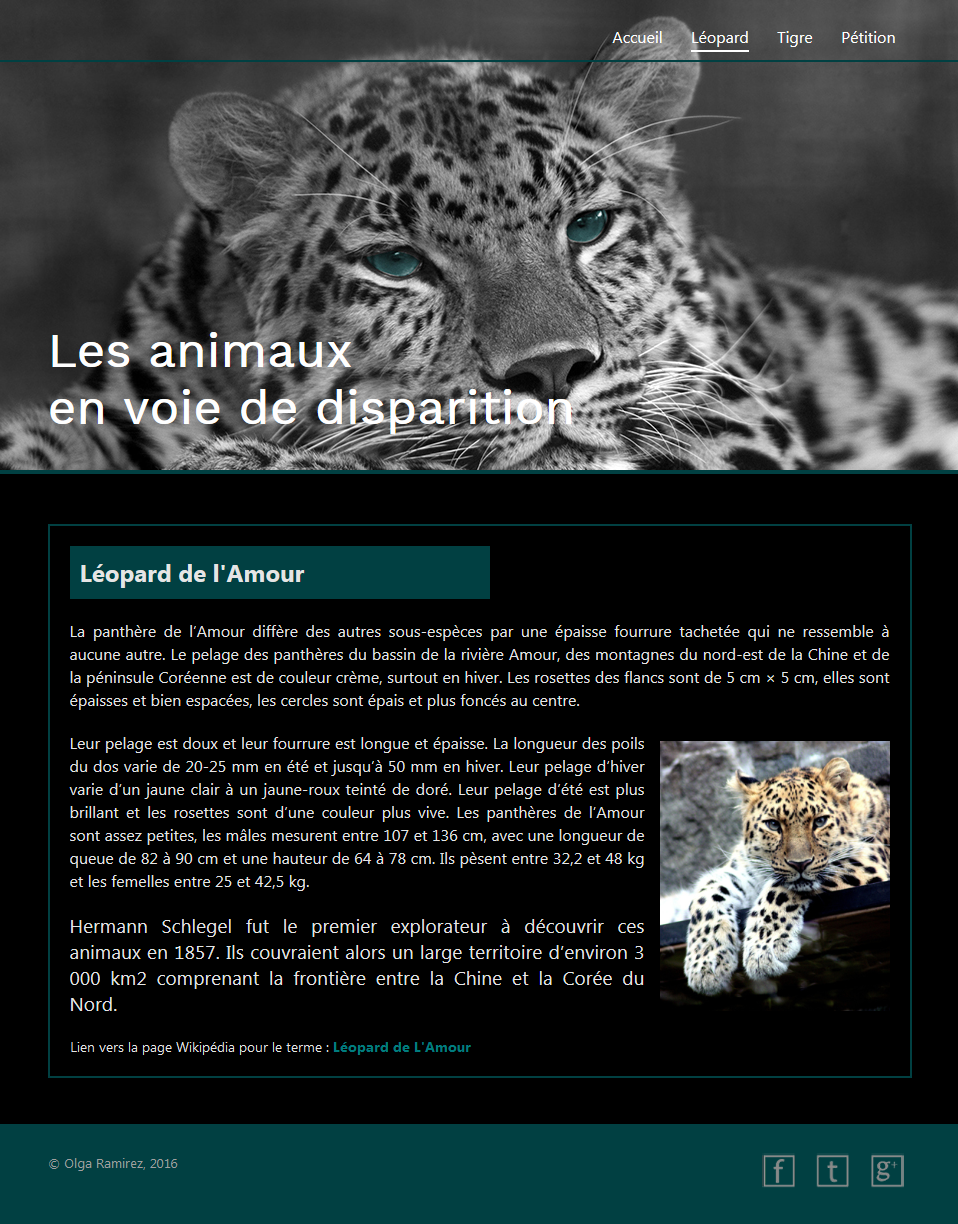 Accueil Léopard Tigre Pétition
Les animaux
en voie de disparition
Léopard de l'Amour
La panthère de l’Amour diffère des autres sous-espèces par une épaisse fourrure tachetée qui ne ressemble à
aucune autre. Le pelage des panthères du bassin de la rivière Amour, des montagnes du nord-est de la Chine et de
la péninsule Coréenne est de couleur crème, surtout en hiver. Les rosettes des flancs sont de 5 cm × 5 cm, elles sont
épaisses et bien espacées, les cercles sont épais et plus foncés au centre.
Leur pelage est doux et leur fourrure est longue et épaisse. La longueur des poils
du dos varie de 20-25 mm en été et jusqu’à 50 mm en hiver. Leur pelage d’hiver
varie d’un jaune clair à un jaune-roux teinté de doré. Leur pelage d’été est plus
brillant et les rosettes sont d’une couleur plus vive. Les panthères de l’Amour
sont assez petites, les mâles mesurent entre 107 et 136 cm, avec une longueur de
queue de 82 à 90 cm et une hauteur de 64 à 78 cm. Ils pèsent entre 32,2 et 48 kg
et les femelles entre 25 et 42,5 kg.
Hermann Schlegel fut le premier explorateur à découvrir ces
animaux en 1857. Ils couvraient alors un large territoire d’environ 3
000 km2 comprenant la frontière entre la Chine et la Corée du
Nord.
Lien vers la page Wikipédia pour le terme : Léopard de L'Amour
© Olga Ramirez, 2016
f t g+